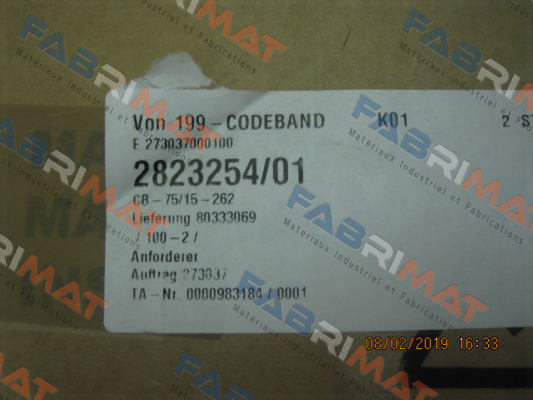 Von 199 – CODEBAND K01 2 ST
E 273037000100
2823254/01
CB – 75/15 – 262
Lieferung 80333069
100 – 2 /
Anforderer
Auftrag 273037
TA – Nr. 0000983184 / 0001
08/02/2019 16:33
FABRIMAT
Materiaux Industriel et Fabrications